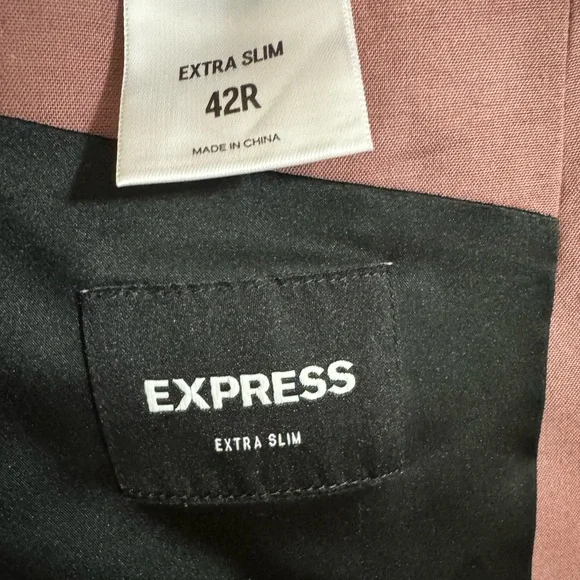 EXTRA SLIM
42R
MADE IN CHINA
EXPRESS
EXTRA SLIM